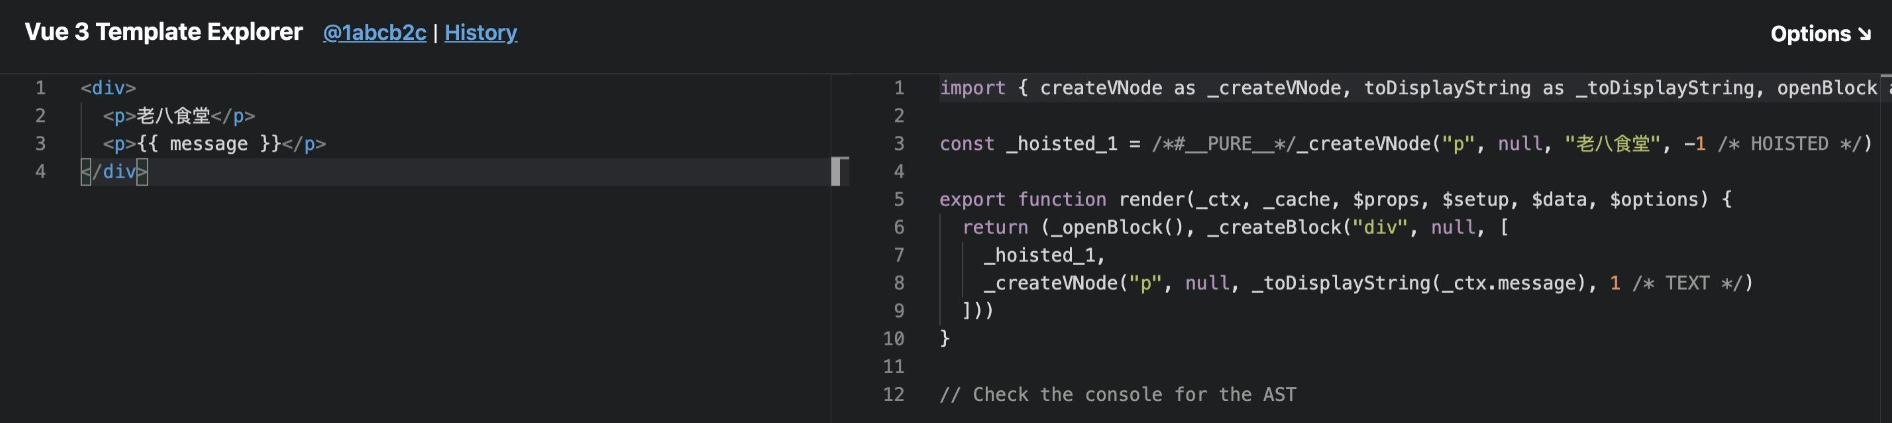 Vue 3 Template Explorer @1abcb2c | History
Options ↘
1 <div>
2 <p>老八食堂</p>
3 <p>{{ message }}</p>
4 </div>
1 import { createVNode as _createVNode, toDisplayString as _toDisplayString, openBlock
2
3 const _hoisted_1 = /*#__PURE__*/_createVNode("p", null, "老八食堂", -1 /* HOISTED */)
4
5 export function render(_ctx, _cache, $props, $setup, $data, $options) {
6 return (_openBlock(), _createBlock("div", null, [
7 _hoisted_1,
8 _createVNode("p", null, _toDisplayString(_ctx.message), 1 /* TEXT */)
9 ]))
10 }
11
12 // Check the console for the AST